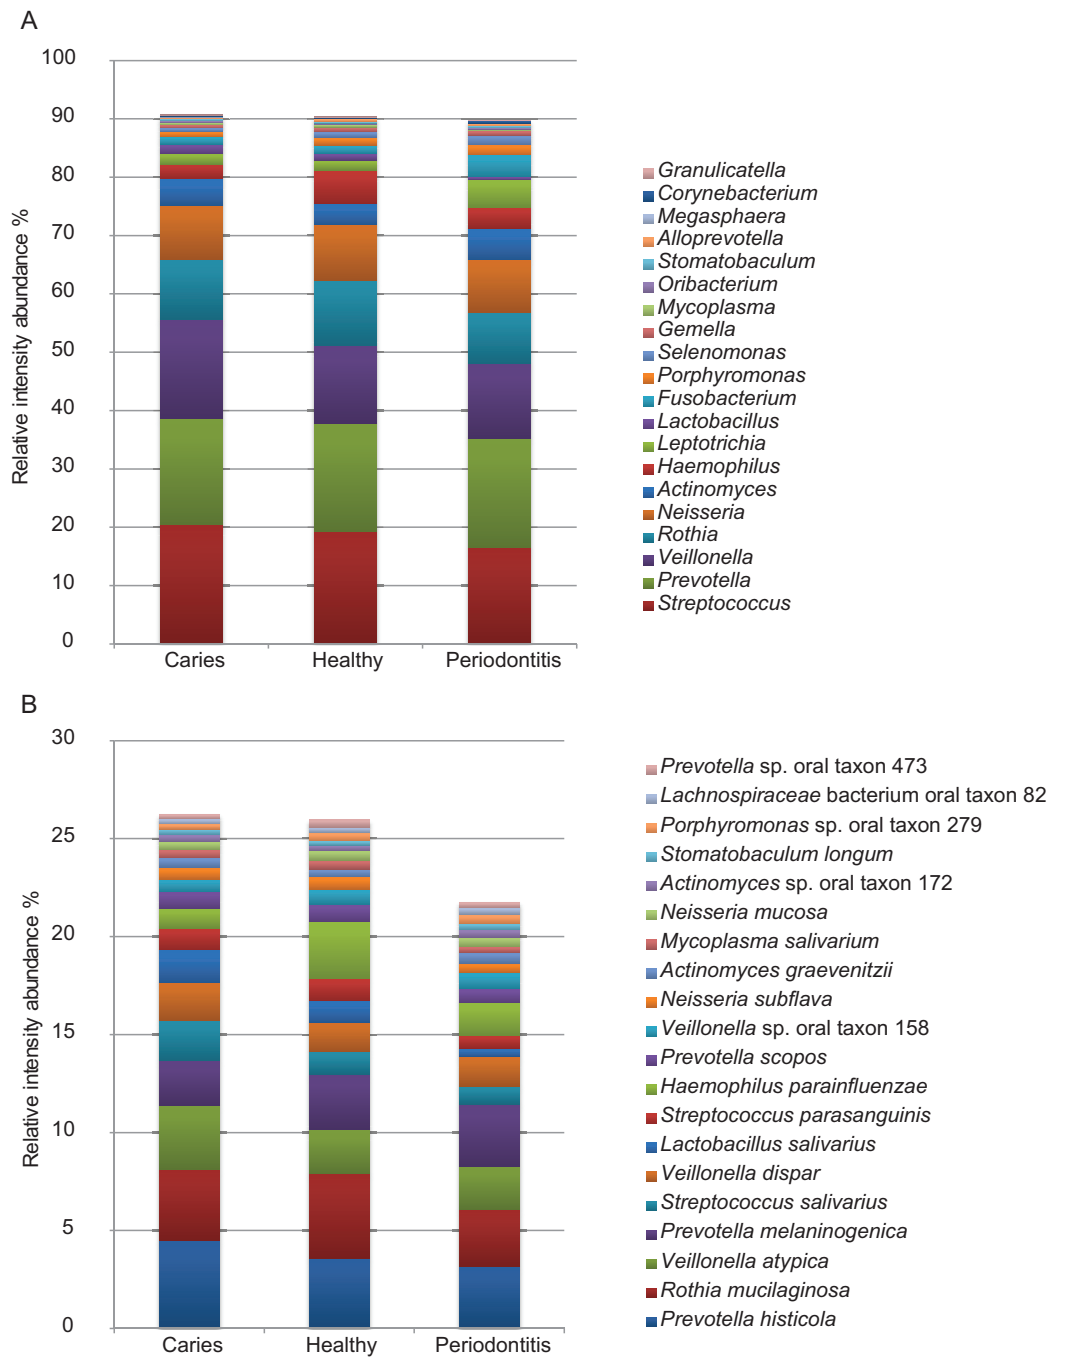 A
Relative intensity abundance %
100
90
80
70
60
50
40
30
20
10
0
Caries
Healthy
Periodontitis
Granulicatella
Corynebacterium
Megasphaera
Alloprevotella
Stomatobaculum
Oribacterium
Mycoplasma
Gemella
Selenomonas
Porphyromonas
Fusobacterium
Lactobacillus
Leptotrichia
Haemophilus
Actinomyces
Neisseria
Rothia
Veillonella
Prevotella
Streptococcus
B
Relative intensity abundance %
30
25
20
15
10
5
0
Caries
Healthy
Periodontitis
Prevotella sp. oral taxon 473
Lachnospiraceae bacterium oral taxon 82
Porphyromonas sp. oral taxon 279
Stomatobaculum longum
Actinomyces sp. oral taxon 172
Neisseria mucosa
Mycoplasma salivarium
Actinomyces graevenitzii
Neisseria subflava
Veillonella sp. oral taxon 158
Prevotella scopos
Haemophilus parainfluenzae
Streptococcus parasanguinis
Lactobacillus salivarius
Veillonella dispar
Streptococcus salivarius
Prevotella melaninogenica
Veillonella atypica
Rothia mucilaginosa
Prevotella histicola